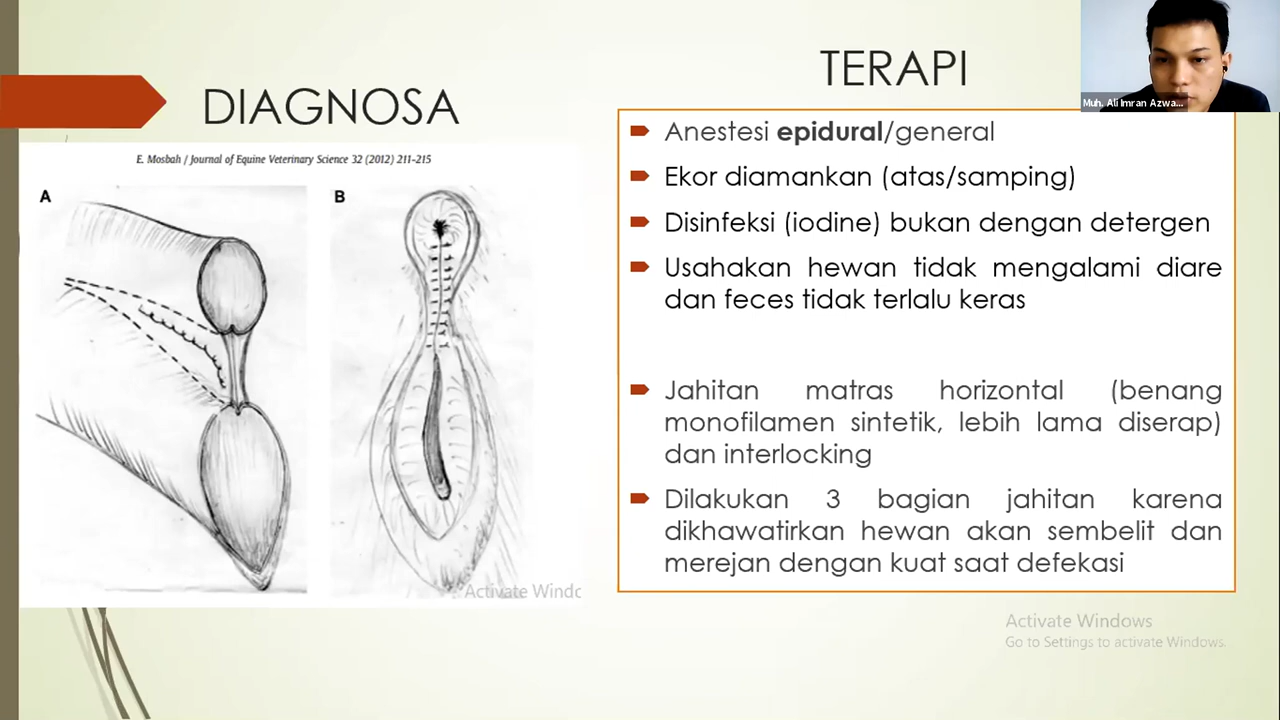 DIAGNOSA
E. Mosbah / Journal of Equine Veterinary Science 32 (2012) 211-215
A
B
Activate Windo
TERAPI
Muh. Ali Imran Azwa...
Anestesi epidural/general
Ekor diamankan (atas/samping)
Disinfeksi (iodine) bukan dengan detergen
Usahakan hewan tidak mengalami diare
dan feces tidak terlalu keras
Jahitan matras horizontal (benang
monofilamen sintetik, lebih lama diserap)
dan interlocking
Dilakukan 3 bagian jahitan karena
dikhawatirkan hewan akan sembelit dan
merejan dengan kuat saat defekasi
Activate Windows
Go to Settings to activate Windows.